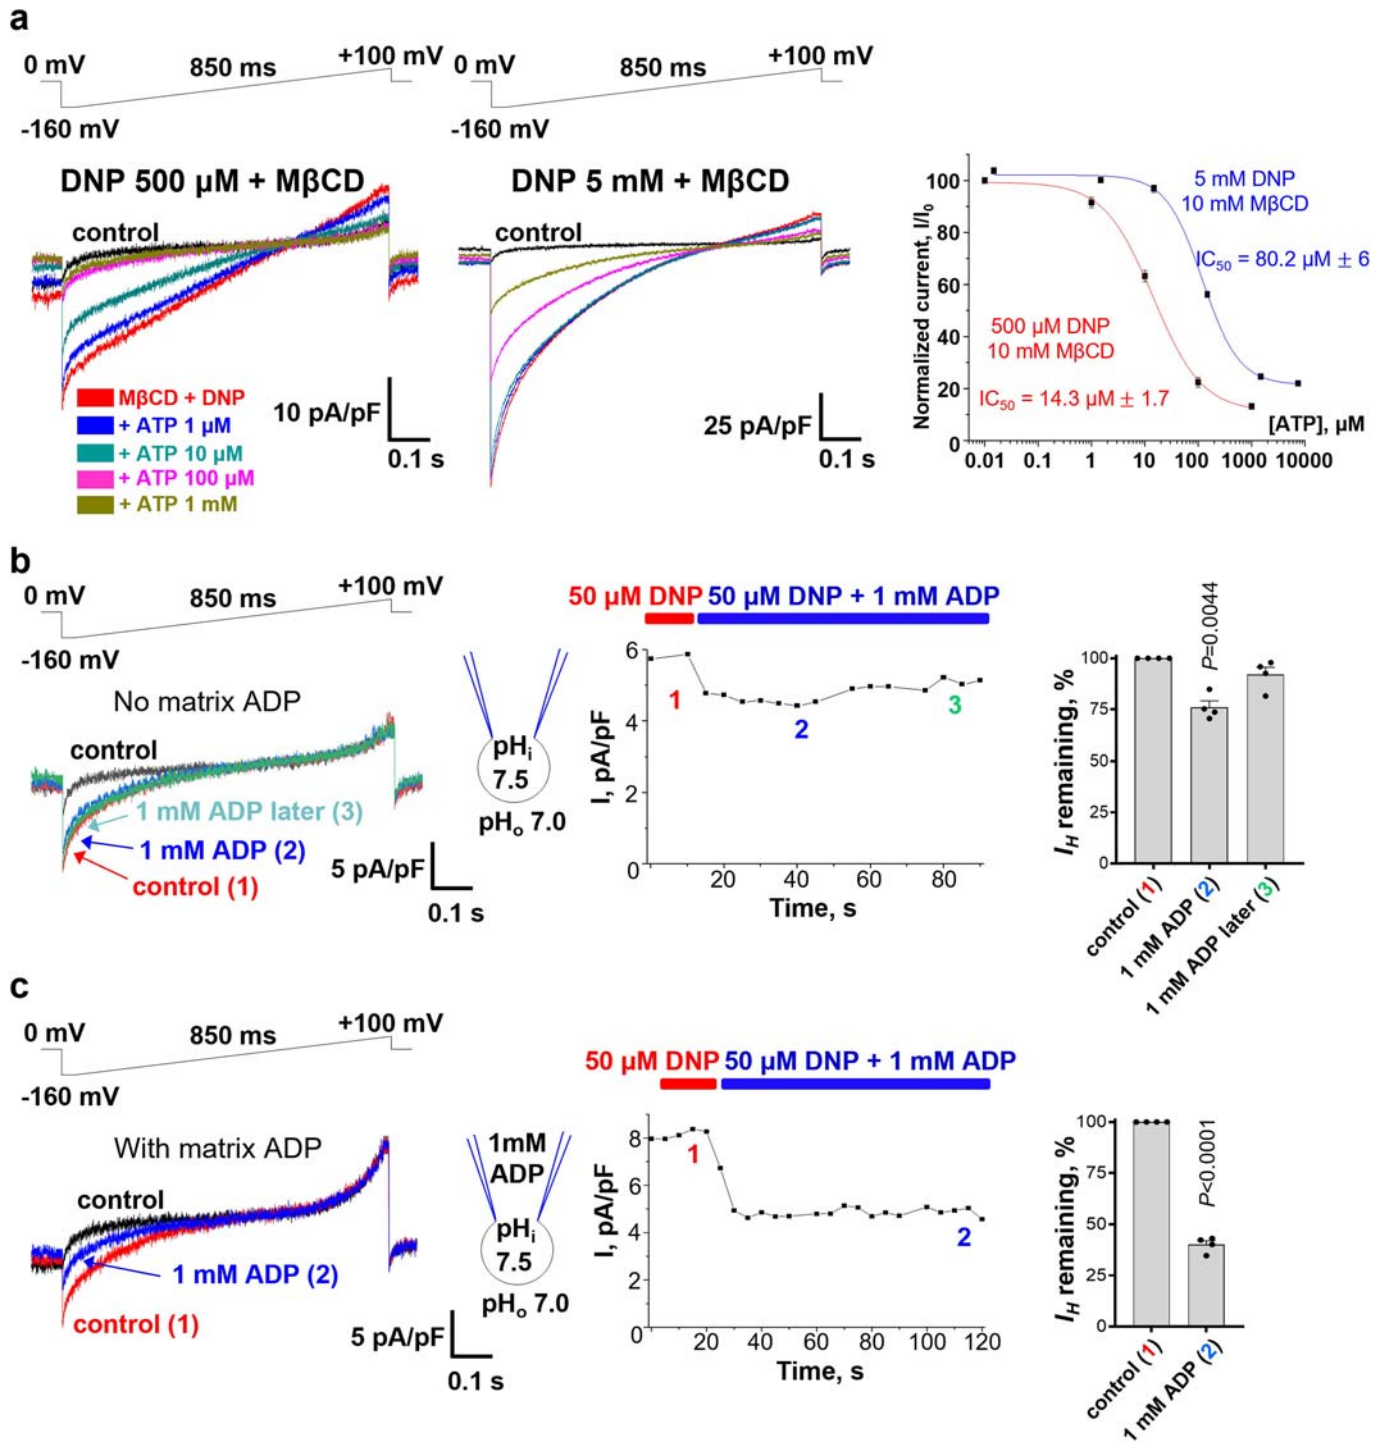 a
0 mV
850 ms
+100 mV
-160 mV
0 mV
850 ms
+100 mV
-160 mV
DNP 500 µM + MβCD
control
MβCD + DNP
+ ATP 1 µM
+ ATP 10 µM
+ ATP 100 µM
+ ATP 1 mM
10 pA/pF
0.1 s
DNP 5 mM + MβCD
control
25 pA/pF
0.1 s
Normalized current, I/I0
100
80
60
40
20
0
5 mM DNP
10 mM MβCD
IC50 = 80.2 µM ± 6
500 µM DNP
10 mM MβCD
IC50 = 14.3 µM ± 1.7
[ATP], µM
0.01 0.1 1 10 100 1000 10000
b
0 mV
850 ms
+100 mV
-160 mV
No matrix ADP
control
1 mM ADP later (3)
1 mM ADP (2)
control (1)
5 pA/pF
0.1 s
pHi
7.5
pHo 7.0
50 µM DNP
50 µM DNP + 1 mM ADP
I, pA/pF
6
4
2
0
1
2
3
20 40 60 80
Time, s
IH remaining, %
100
75
50
25
0
P=0.0044
control (1)
1 mM ADP (2)
1 mM ADP later (3)
c
0 mV
850 ms
+100 mV
-160 mV
With matrix ADP
control
1 mM ADP (2)
control (1)
5 pA/pF
0.1 s
1mM
ADP
pHi
7.5
pHo 7.0
50 µM DNP
50 µM DNP + 1 mM ADP
I, pA/pF
8
6
4
2
0
1
2
20 40 60 80 100 120
Time, s
IH remaining, %
100
75
50
25
0
P<0.0001
control (1)
1 mM ADP (2)